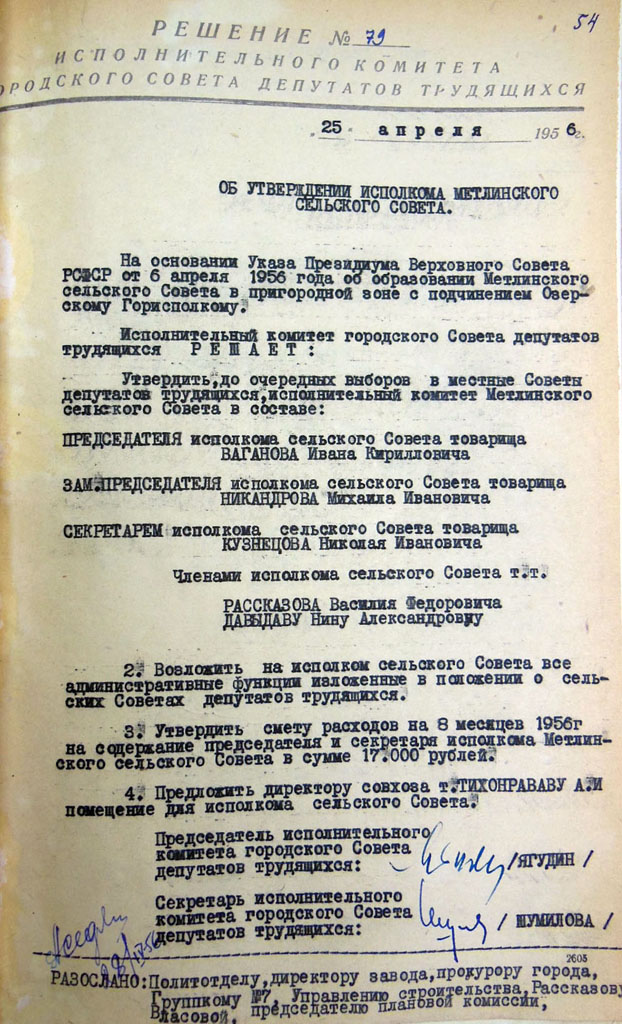 54
РЕШЕНИЕ № 79
ИСПОЛНИТЕЛЬНОГО КОМИТЕТА
ОРОДСКОГО СОВЕТА ДЕПУТАТОВ ТРУДЯЩИХСЯ
25 апреля 1956г.
ОБ УТВЕРЖДЕНИИ ИСПОЛКОМА МЕТЛИНСКОГО
СЕЛЬСКОГО СОВЕТА.
На основании Указа Президиума Верховного Совета
РСФСР от 6 апреля 1956 года об образовании Метлинского
сельского Совета в пригородной зоне с подчинением Озер-
скому Горисполкому.
Исполнительный комитет городского Совета депутатов
трудящихся Р Е Ш А Е Т :
Утвердить,до очередных выборов в местные Советы
депутатов трудящихся,исполнительный комитет Метлинского
сельского Совета в составе:
ПРЕДСЕДАТЕЛЯ исполкома сельского Совета товарища
ВАГАНОВА Ивана Кирилловича
ЗАМ.ПРЕДСЕДАТЕЛЯ исполкома сельского Совета товарища
НИКАНДРОВА Михаила Ивановича
СЕКРЕТАРЕМ исполкома сельского Совета товарища
КУЗНЕЦОВА Николая Ивановича
Членами исполкома сельского Совета т.т.
РАССКАЗОВА Василия Федоровича
ДАВЫДАВУ Нину Александровну
2. Возложить на исполком сельского Совета все
административные функции изложенные в положении о сель-
ских Советах депутатов трудящихся.
3. Утвердить смету расходов на 8 месяцев 1956г
на содержание председателя и секретаря исполкома Метлин-
ского сельского Совета в сумме 17.000 рублей.
4. Предложить директору совхоза т.ТИХОНРАВАВУ А.И
помещение для исполкома сельского Совета.
Председатель исполнительного
комитета городского Совета
депутатов трудящихся: /ЯГУДИН /
Секретарь исполнительного
комитета городского Совета
депутатов трудящихся: / ШУМИЛОВА /
2605
РАЗОСЛАНО:Политотделу,директору завода,прокурору города,
Группкому №7, Управлению строительства,Рассказову
Власовой, председателю плановой комиссии,